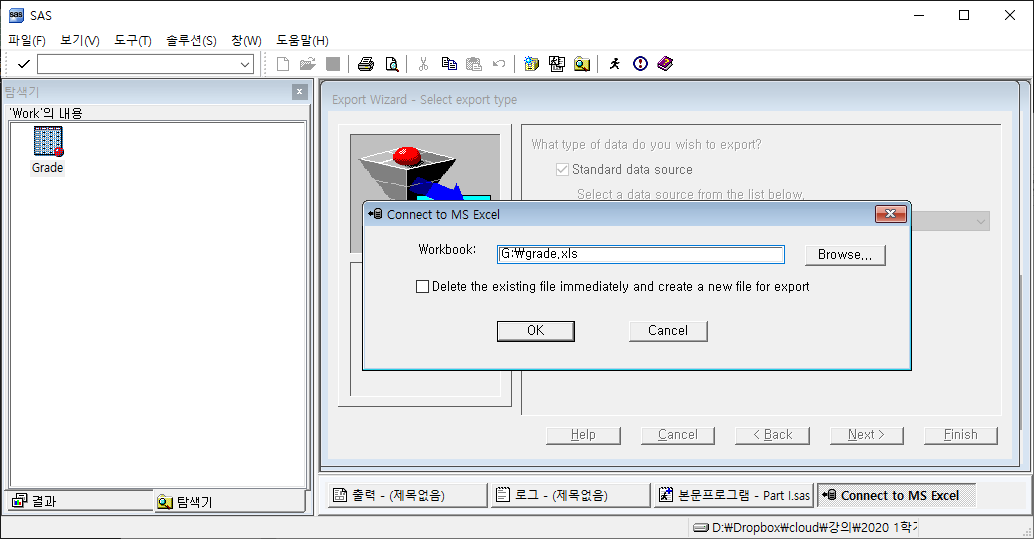 SAS
파일(F) 보기(V) 도구(T) 솔루션(S) 창(W) 도움말(H)
탐색기
'Work'의 내용
Grade
Export Wizard - Select export type
What type of data do you wish to export?
Standard data source
Select a data source from the list below.
Connect to MS Excel
Workbook:
G:\grade.xls
Browse...
Delete the existing file immediately and create a new file for export
OK
Cancel
Help
Cancel
< Back
Next >
Finish
결과
탐색기
출력 - (제목없음)
로그 - (제목없음)
본문프로그램 - Part I.sas
Connect to MS Excel
D:\Dropbox\cloud\강의\2020 1학기